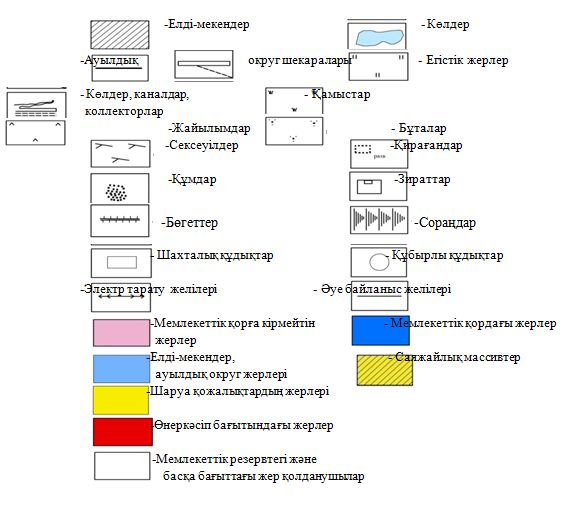 -Елді-мекендер
- Көлдер
-Ауылдық округ шекаралары
- Егістік жерлер
- Көлдер, каналдар,
коллекторлар
- Қамыстар
-Жайылымдар
- Бұталар
-Сексеуілдер
-Қирағандар
разв
-Құмдар
-Зираттар
-Бөгеттер
-Сораңдар
- Шахталық құдықтар
- Құбырлы құдықтар
-Электр тарату желілері
- Әуе байланыс желілері
-Мемлекеттік қорға кірмейтін
жерлер
- Мемлекеттік қордағы жерлер
-Елді-мекендер,
ауылдық округ жерлері
- Саяжайлық массивтер
-Шаруа қожалықтардың жерлері
-Өнеркәсіп бағытындағы жерлер
-Мемлекеттік резервтегі және
басқа бағыттағы жер қолданушылар